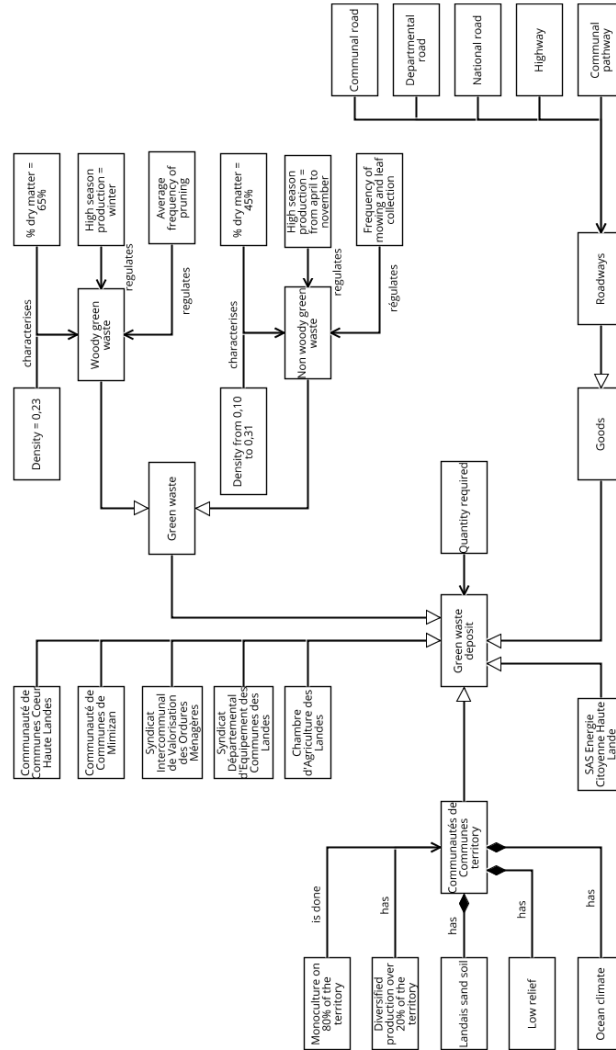 Monoculture on
80% of the
territory
Diversified
production over
20% of the
territory
Landais sand soil
Low relief
Ocean climate
is done
has
has
has
has
Communautés de
Communes
territory
Communauté de
Communes Coeur
Haute Landes
Communauté de
Communes de
Mimizan
Syndicat
Intercommunal
de Valorisation
des Ordures
Ménagères
Syndicat
Départemental
d'Equipement des
Communes des
Landes
Chambre
d'Agriculture des
Landes
SAS Energie
Citoyenne Haute
Lande
Green waste
deposit
Quantity required
Green waste
Density = 0,23
characterises
% dry matter =
65%
Woody green
waste
regulates
High season
production =
winter
regulates
Average
frequency of
pruning
Density from 0,10
to 0,31
characterises
% dry matter =
45%
Non woody green
waste
regulates
High season
production =
from april to
november
régulates
Frequency of
mowing and leaf
collection
Goods
Roadways
Communal road
Departmental
road
National road
Highway
Communal
pathway